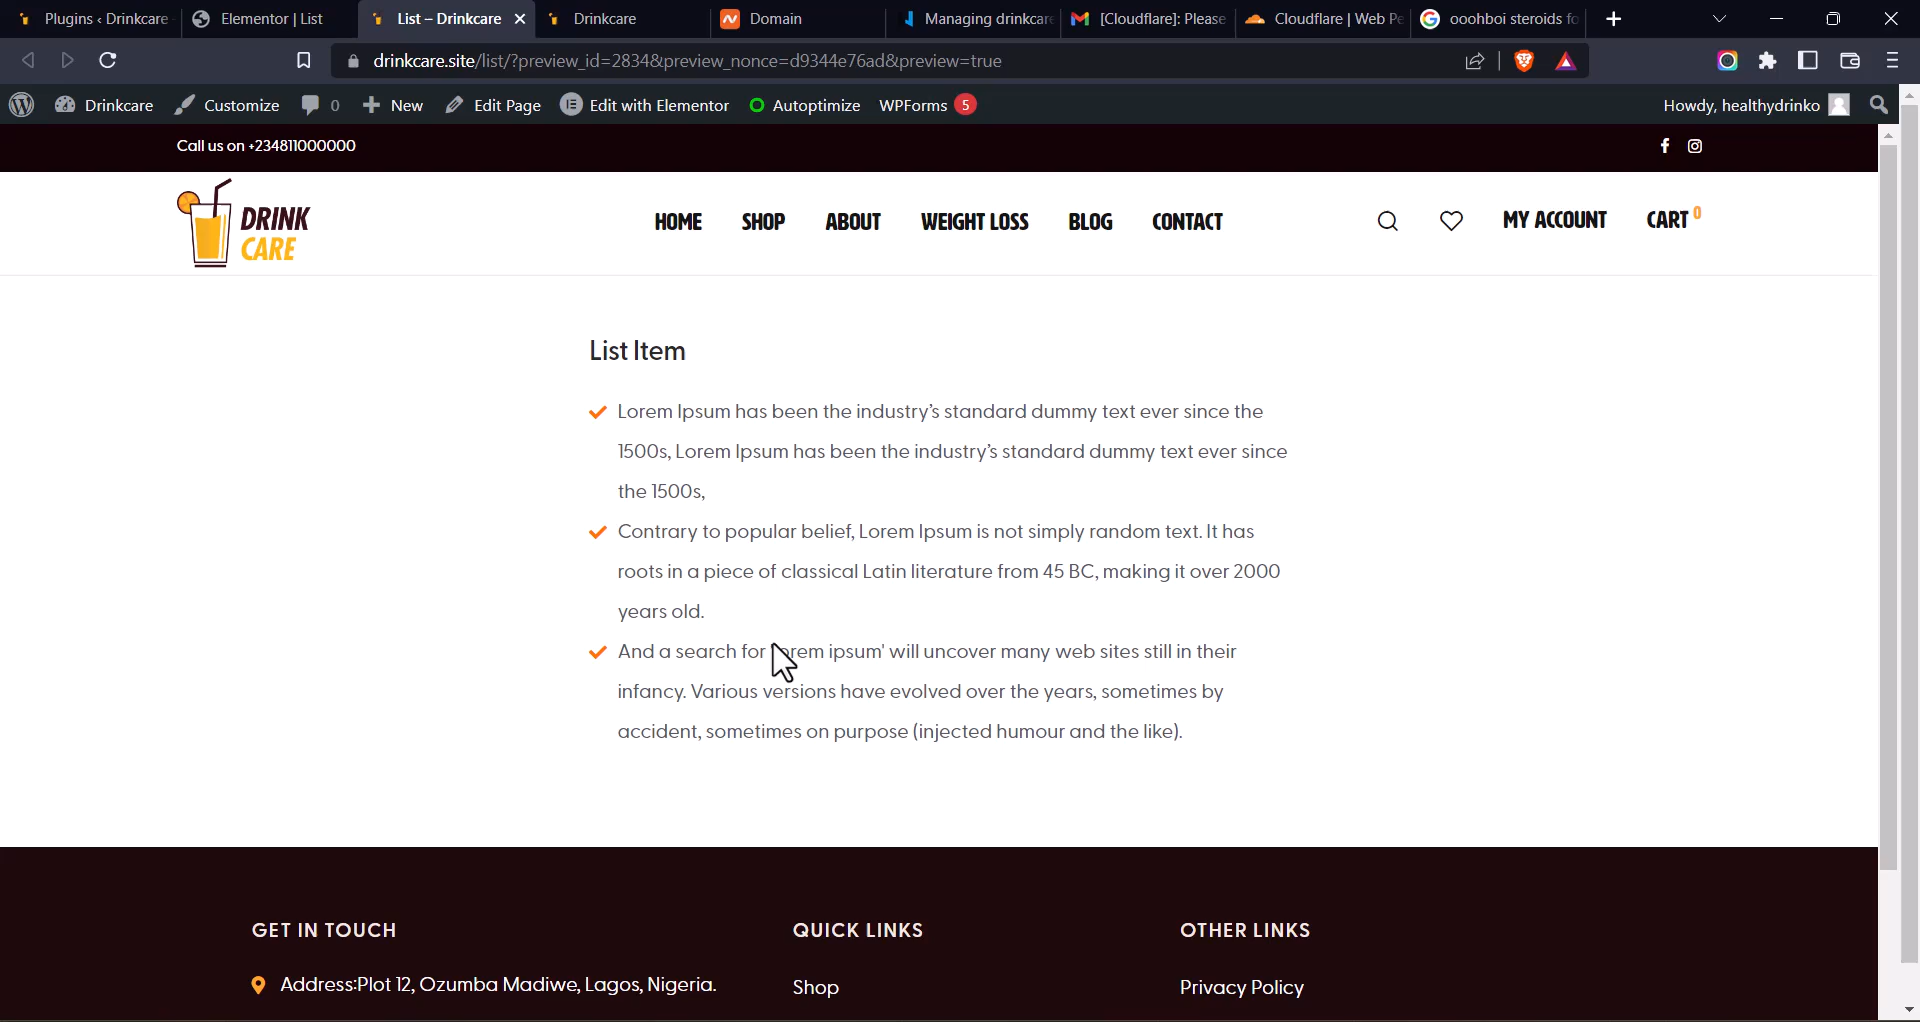 Plugins ‹ Drinkcare
Elementor | List
List – Drinkcare
Drinkcare
Domain
Managing drinkcare
[Cloudflare]: Please
Cloudflare | Web Pe
ooohboi steroids fo
drinkcare.site/list/?preview_id=2834&preview_nonce=d9344e76ad&preview=true
Drinkcare
Customize
0
New
Edit Page
Edit with Elementor
Autoptimize
WPForms 5
Howdy, healthydrinko
Call us on +234811000000
DRINK
CARE
HOME
SHOP
ABOUT
WEIGHT LOSS
BLOG
CONTACT
MY ACCOUNT
CART 0
List Item
Lorem Ipsum has been the industry’s standard dummy text ever since the
1500s, Lorem Ipsum has been the industry’s standard dummy text ever since
the 1500s,
Contrary to popular belief, Lorem Ipsum is not simply random text. It has
roots in a piece of classical Latin literature from 45 BC, making it over 2000
years old.
And a search for rem ipsum' will uncover many web sites still in their
infancy. Various versions have evolved over the years, sometimes by
accident, sometimes on purpose (injected humour and the like).
GET IN TOUCH
QUICK LINKS
OTHER LINKS
Address:Plot 12, Ozumba Madiwe, Lagos, Nigeria.
Shop
Privacy Policy